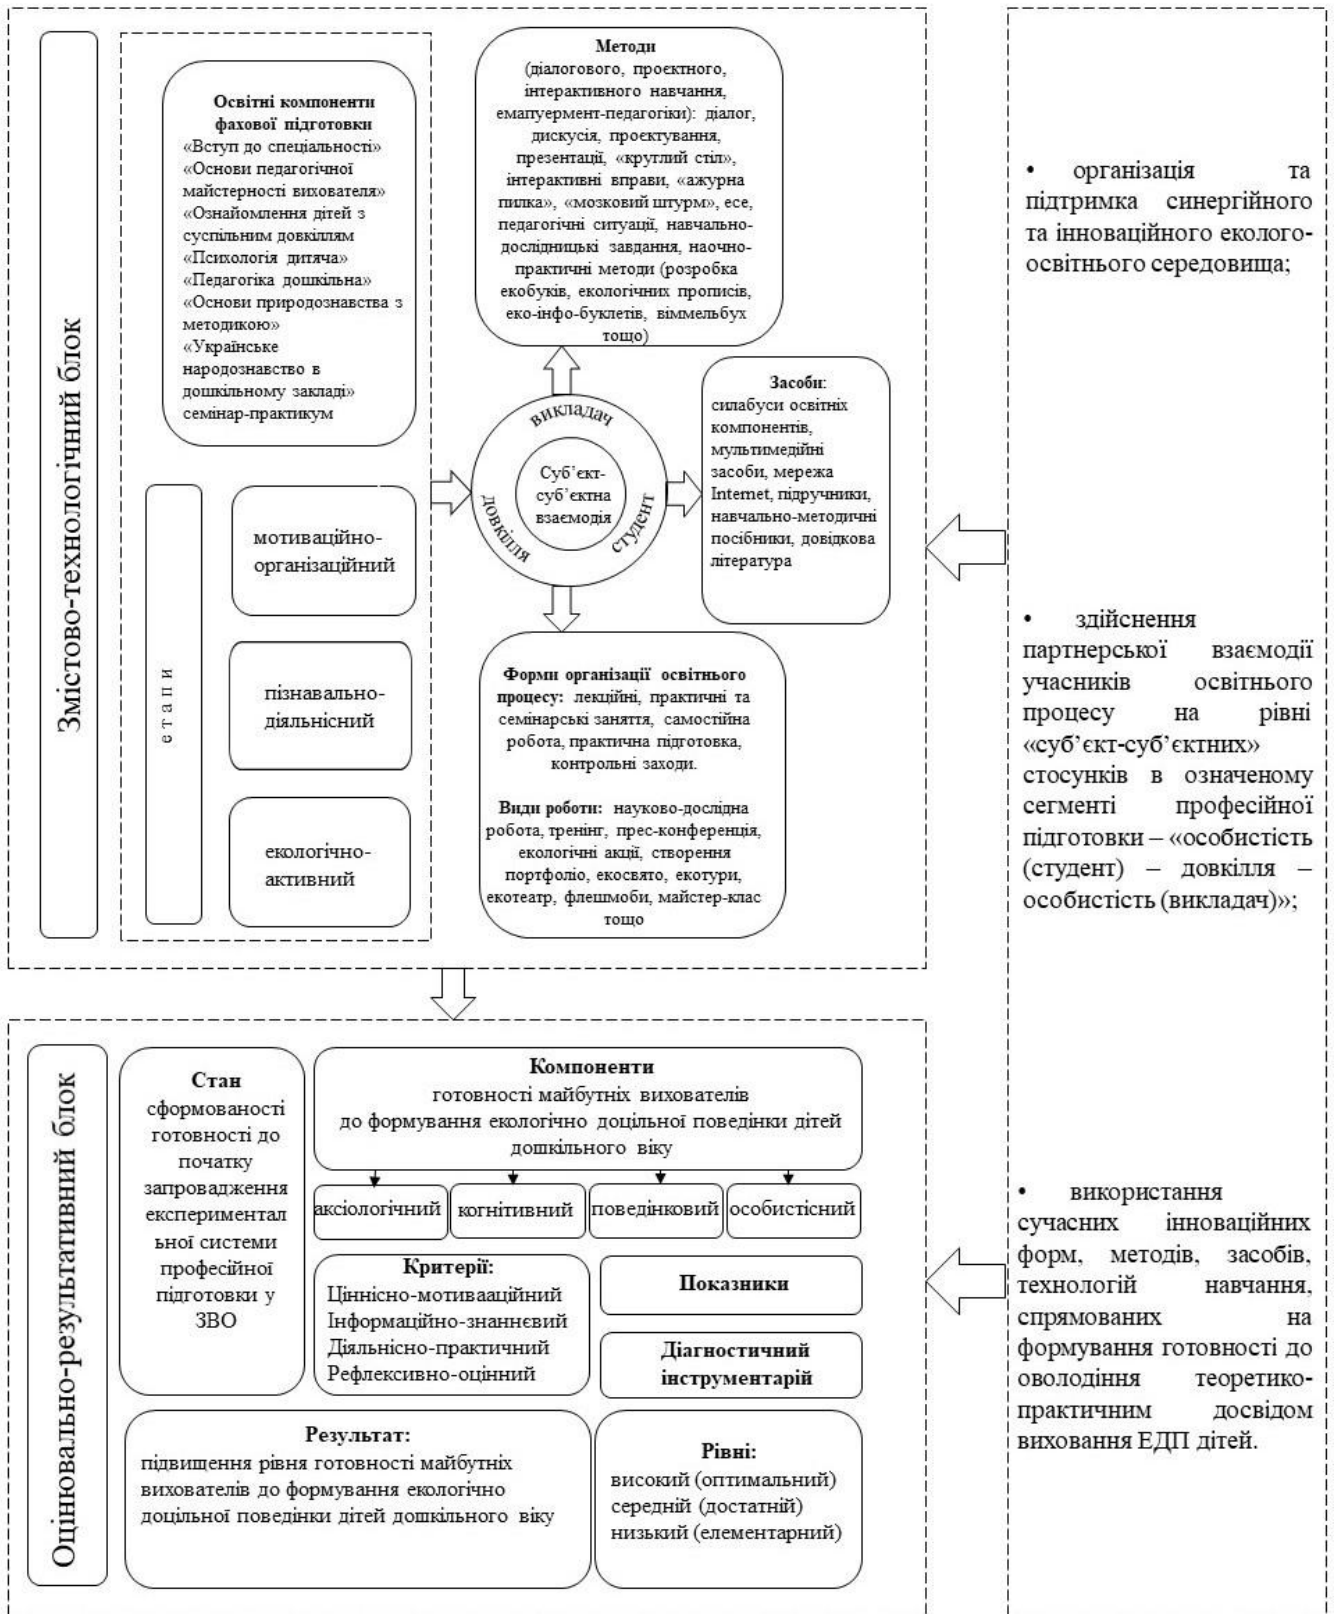 Змістово-технологічний блок
Освітні компоненти
фахової підготовки
«Вступ до спеціальності»
«Основи педагогічної
майстерності вихователя»
«Ознайомлення дітей з
суспільним довкіллям
«Психологія дитяча»
«Педагогіка дошкільна»
«Основи природознавства з
методикою»
«Українське
народознавство в
дошкільному закладі»
семінар-практикум
етапи
мотиваційно-
організаційний
пізнавально-
діяльнісний
екологічно-
активний
Методи
(діалогового, проєктного,
інтерактивного навчання,
емапуермент-педагогіки): діалог,
дискусія, проєктування,
презентації, «круглий стіл»,
інтерактивні вправи, «ажурна
пилка», «мозковий штурм», есе,
педагогічні ситуації, навчально-
дослідницькі завдання, наочно-
практичні методи (розробка
екобуків, екологічних прописів,
еко-інфо-буклетів, віммельбух
тощо)
викладач
Суб’єкт-
суб’єктна
взаємодія
довкілля
студент
Засоби:
силабуси освітніх
компонентів,
мультимедійні
засоби, мережа
Internet, підручники,
навчально-методичні
посібники, довідкова
література
Форми організації освітнього
процесу: лекційні, практичні та
семінарські заняття, самостійна
робота, практична підготовка,
контрольні заходи.
Види роботи: науково-дослідна
робота, тренінг, прес-конференція,
екологічні акції, створення
портфоліо, екосвято, екотури,
екотеатр, флешмоби, майстер-клас
тощо
• організація та
підтримка синергійного
та інноваційного еколого-
освітнього середовища;
• здійснення
партнерської взаємодії
учасників освітнього
процесу на рівні
«суб’єкт-суб’єктних»
стосунків в означеному
сегменті професійної
підготовки – «особистість
(студент) – довкілля –
особистість (викладач)»;
• використання
сучасних інноваційних
форм, методів, засобів,
технологій навчання,
спрямованих на
формування готовності до
оволодіння теоретико-
практичним досвідом
виховання ЕДП дітей.
Оцінювально-результативний блок
Стан
сформованості
готовності до
початку
запровадження
експериментал
ьної системи
професійної
підготовки у
ЗВО
Компоненти
готовності майбутніх вихователів
до формування екологічно доцільної поведінки дітей
дошкільного віку
аксіологічний
когнітивний
поведінковий
особистісний
Критерії:
Ціннісно-мотивааційний
Інформаційно-знаннєвий
Діяльнісно-практичний
Рефлексивно-оцінний
Показники
Діагностичний
інструментарій
Результат:
підвищення рівня готовності майбутніх
вихователів до формування екологічно
доцільної поведінки дітей дошкільного віку
Рівні:
високий (оптимальний)
середній (достатній)
низький (елементарний)